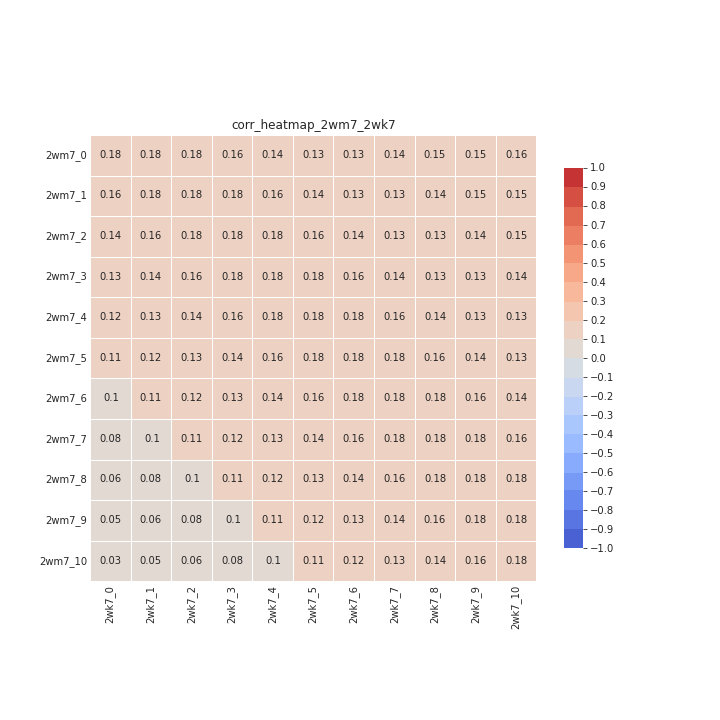 corr_heatmap_2wm7_2wk7
2wm7_0 0.18 0.18 0.18 0.16 0.14 0.13 0.13 0.14 0.15 0.15 0.16
2wm7_1 0.16 0.18 0.18 0.18 0.16 0.14 0.13 0.13 0.14 0.15 0.15
2wm7_2 0.14 0.16 0.18 0.18 0.18 0.16 0.14 0.13 0.13 0.14 0.15
2wm7_3 0.13 0.14 0.16 0.18 0.18 0.18 0.16 0.14 0.13 0.13 0.14
2wm7_4 0.12 0.13 0.14 0.16 0.18 0.18 0.18 0.16 0.14 0.13 0.13
2wm7_5 0.11 0.12 0.13 0.14 0.16 0.18 0.18 0.18 0.16 0.14 0.13
2wm7_6 0.1 0.11 0.12 0.13 0.14 0.16 0.18 0.18 0.18 0.16 0.14
2wm7_7 0.08 0.1 0.11 0.12 0.13 0.14 0.16 0.18 0.18 0.18 0.16
2wm7_8 0.06 0.08 0.1 0.11 0.12 0.13 0.14 0.16 0.18 0.18 0.18
2wm7_9 0.05 0.06 0.08 0.1 0.11 0.12 0.13 0.14 0.16 0.18 0.18
2wm7_10 0.03 0.05 0.06 0.08 0.1 0.11 0.12 0.13 0.14 0.16 0.18
2wk7_0 2wk7_1 2wk7_2 2wk7_3 2wk7_4 2wk7_5 2wk7_6 2wk7_7 2wk7_8 2wk7_9 2wk7_10
1.0
0.9
0.8
0.7
0.6
0.5
0.4
0.3
0.2
0.1
0.0
−0.1
−0.2
−0.3
−0.4
−0.5
−0.6
−0.7
−0.8
−0.9
−1.0